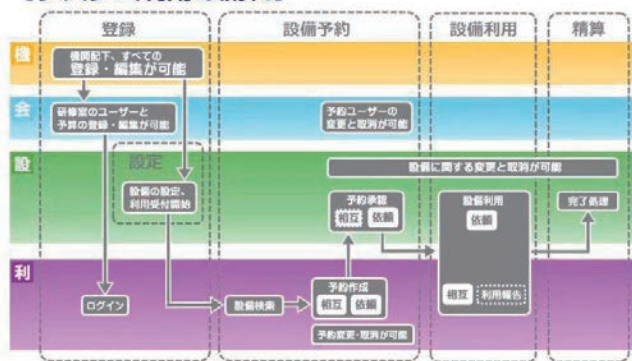 登録
設備予約
設備利用
精算
機
機関配下、すべての
登録・編集が可能
会
研修室のユーザーと
予算の登録・編集が可能
予約ユーザーの
変更と取消が可能
設
設定
設備の設定、
利用受付開始
設備に関する変更と取消が可能
予約承認
相互 依頼
設備利用
依頼
完了処理
利
ログイン
設備検索
予約作成
相互 依頼
相互 利用報告
予約変更・取消が可能